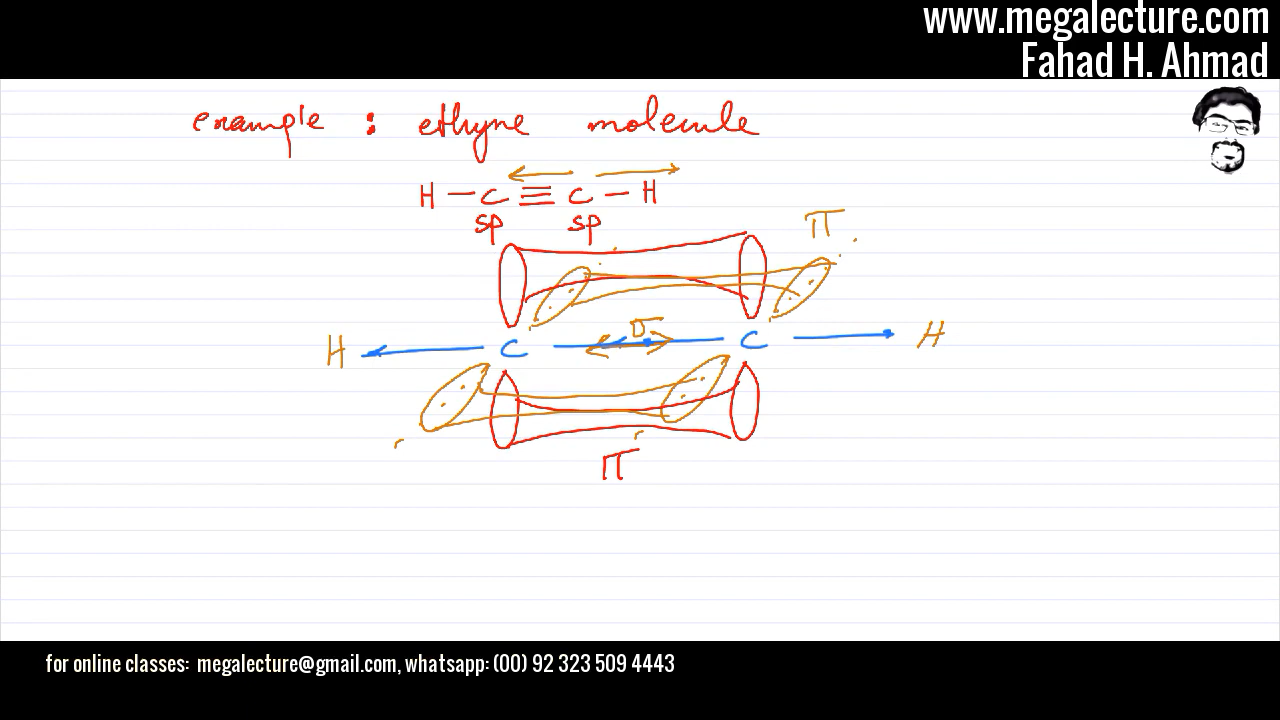 www.megalecture.com
Fahad H. Ahmad
example : ethyne molecule
H - C ≡ C - H
sp sp
π
σ
H C C H
π
for online classes: megalecture@gmail.com, whatsapp: (00) 92 323 509 4443